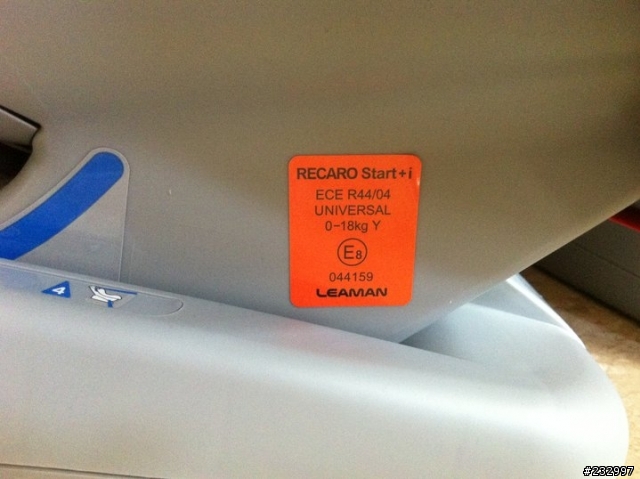 RECARO Start+i
ECE R44/04
UNIVERSAL
0-18kg Y
E8
044159
LEAMAN
4
#232997